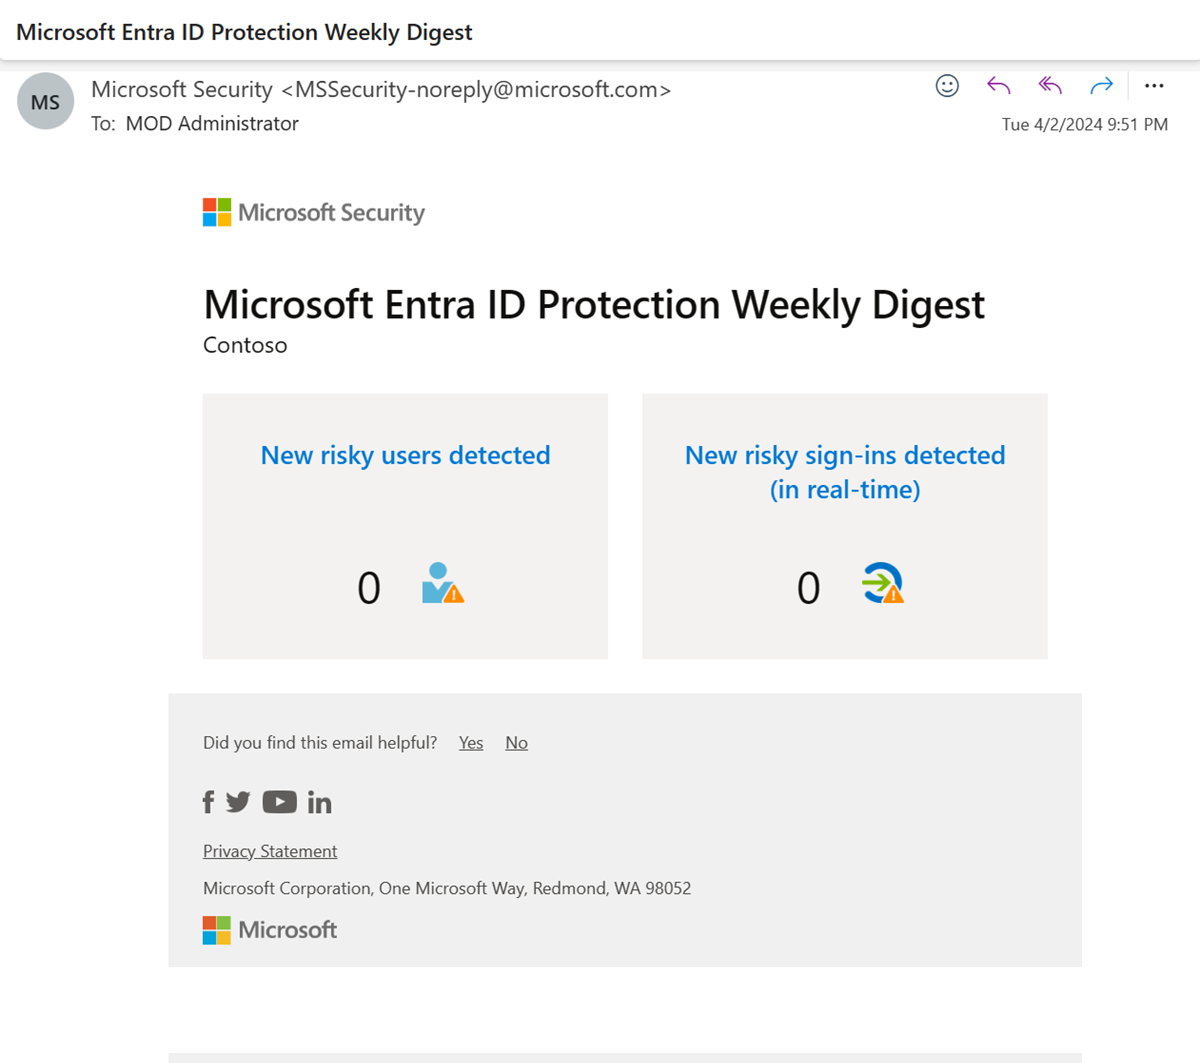 Microsoft Entra ID Protection Weekly Digest
MS
Microsoft Security <MSSecurity-noreply@microsoft.com>
To: MOD Administrator
Tue 4/2/2024 9:51 PM
Microsoft Security
Microsoft Entra ID Protection Weekly Digest
Contoso
New risky users detected
0
New risky sign-ins detected
(in real-time)
0
Did you find this email helpful? Yes No
Privacy Statement
Microsoft Corporation, One Microsoft Way, Redmond, WA 98052
Microsoft